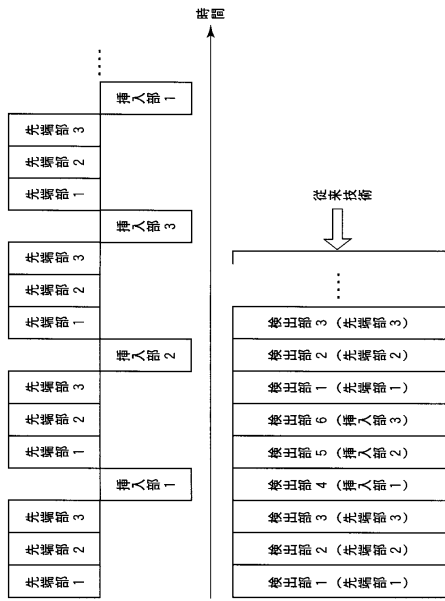 先端部1
先端部2
先端部3
挿入部1
先端部1
先端部2
先端部3
挿入部2
先端部1
先端部2
先端部3
挿入部3
先端部1
先端部2
先端部3
挿入部1
・・・・
時間
検出部1(先端部1)
検出部2(先端部2)
検出部3(先端部3)
検出部4(挿入部1)
検出部5(挿入部2)
検出部6(挿入部3)
検出部1(先端部1)
検出部2(先端部2)
検出部3(先端部3)
・・・・
従来技術